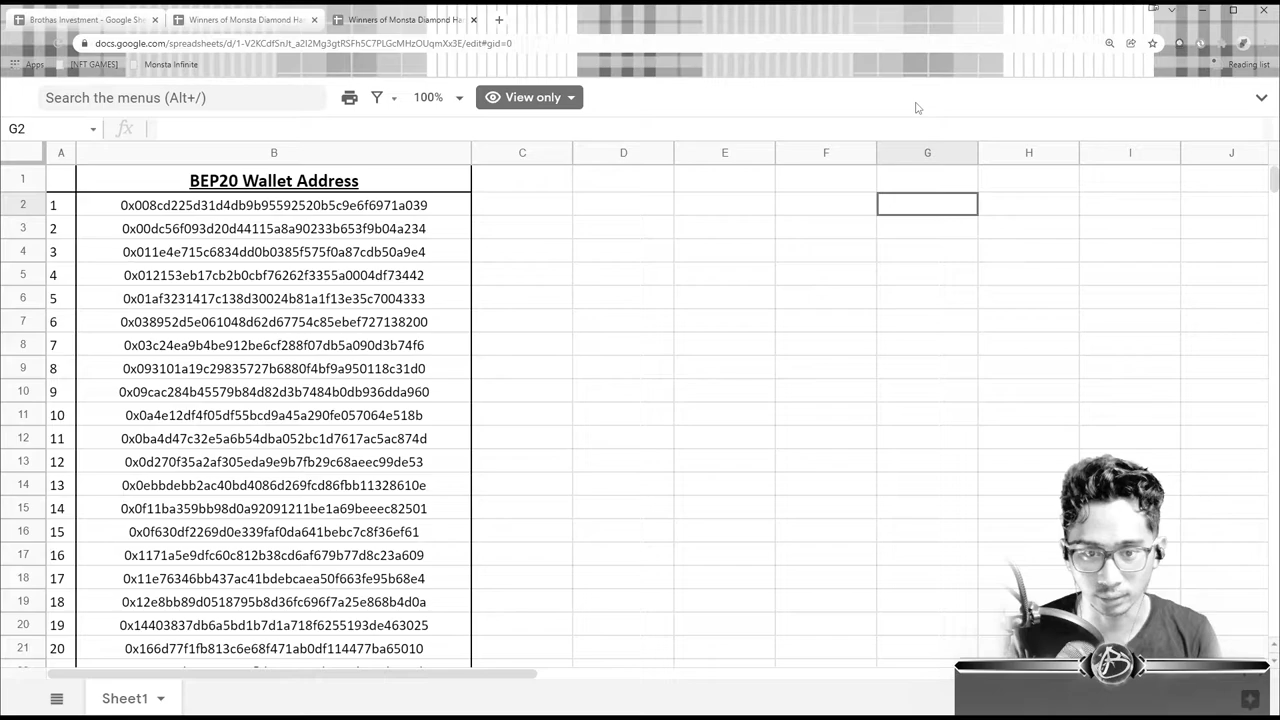 Brothas Investment - Google She
Winners of Monsta Diamond Ha
Winners of Monsta Diamond Ha
docs.google.com/spreadsheets/d/1-V2KCdfSnJt_a2I2Mg3gtRSFh5C7PLGcMHzOUqmXx3E/edit#gid=0
Apps [NFT GAMES] Monsta Infinite Reading list
Search the menus (Alt+/) 100% View only
G2 fx
A B C D E F G H I J
1 BEP20 Wallet Address
2 1 0x008cd225d31d4db9b95592520b5c9e6f6971a039
3 2 0x00dc56f093d20d44115a8a90233b653f9b04a234
4 3 0x011e4e715c6834dd0b0385f575f0a87cdb50a9e4
5 4 0x012153eb17cb2b0cbf76262f3355a0004df73442
6 5 0x01af3231417c138d30024b81a1f13e35c7004333
7 6 0x038952d5e061048d62d67754c85ebef727138200
8 7 0x03c24ea9b4be912be6cf288f07db5a090d3b74f6
9 8 0x093101a19c29835727b6880f4bf9a950118c31d0
10 9 0x09cac284b45579b84d82d3b7484b0db936dda960
11 10 0x0a4e12df4f05df55bcd9a45a290fe057064e518b
12 11 0x0ba4d47c32e5a6b54dba052bc1d7617ac5ac874d
13 12 0x0d270f35a2af305eda9e9b7fb29c68aeec99de53
14 13 0x0ebbdebb2ac40bd4086d269fcd86fbb11328610e
15 14 0x0f11ba359bb98d0a92091211be1a69beeec82501
16 15 0x0f630df2269d0e339faf0da641bebc7c8f36ef61
17 16 0x1171a5e9dfc60c812b38cd6af679b77d8c23a609
18 17 0x11e76346bb437ac41bdebcaea50f663fe95b68e4
19 18 0x12e8bb89d0518795b8d36fc696f7a25e868b4d0a
20 19 0x14403837db6a5bd1b7d1a718f6255193de463025
21 20 0x166d77f1fb813c6e68f471ab0df114477ba65010
Sheet1